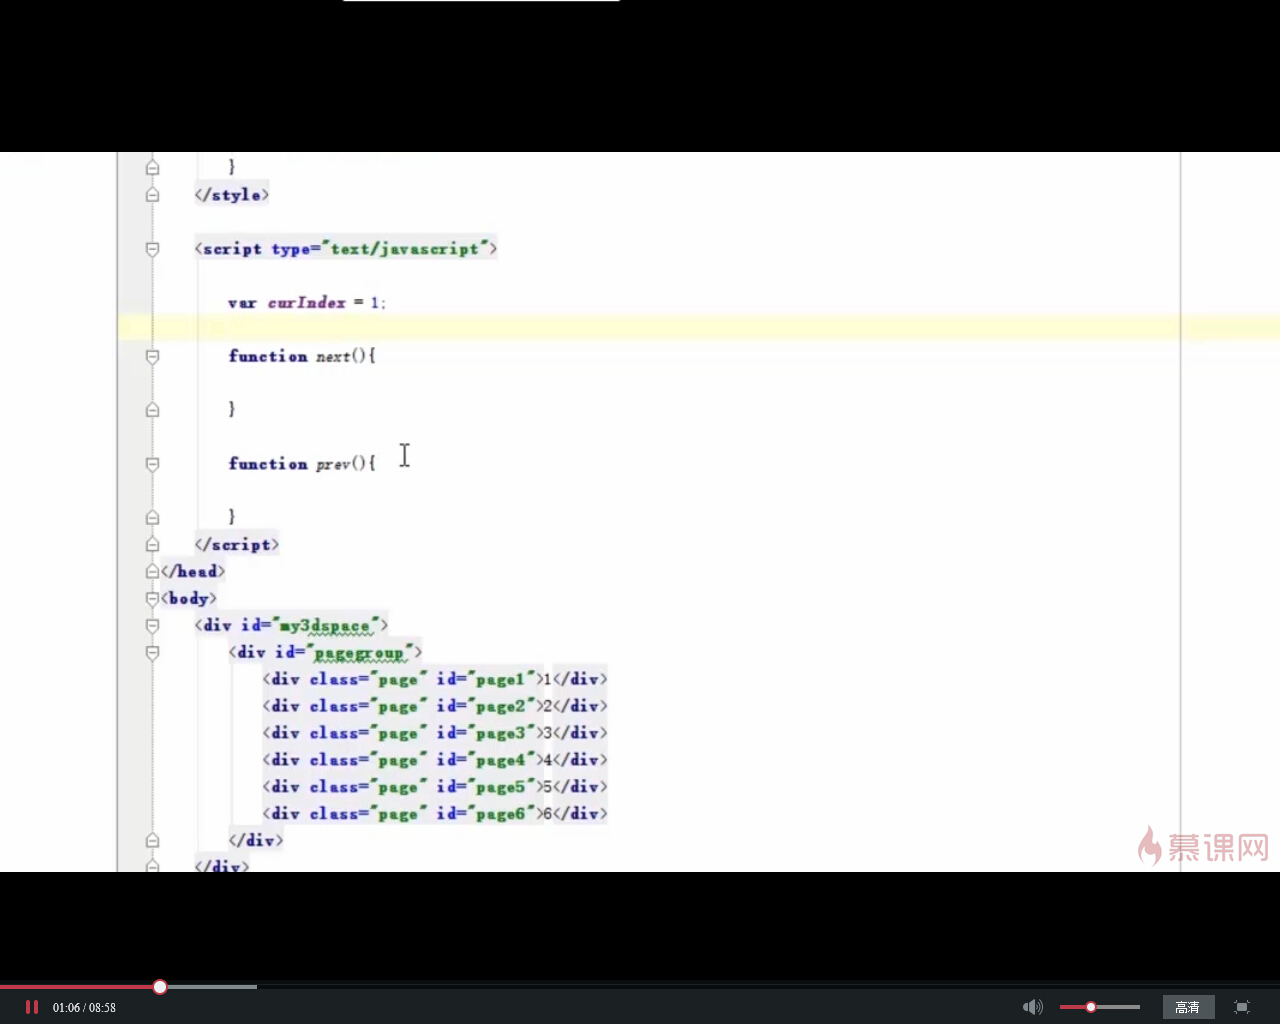 }
</style>
<script type="text/javascript">
var curIndex = 1;
function next(){
}
function prev(){
}
</script>
</head>
<body>
<div id="my3dspace">
<div id="pagegroup">
<div class="page" id="page1">1</div>
<div class="page" id="page2">2</div>
<div class="page" id="page3">3</div>
<div class="page" id="page4">4</div>
<div class="page" id="page5">5</div>
<div class="page" id="page6">6</div>
</div>
</div>
慕课网
01:06 / 08:58
高清